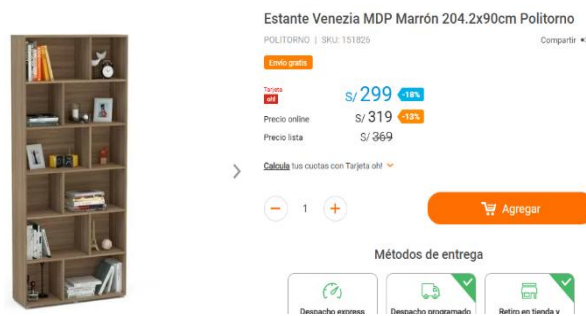 Estante Venezia MDP Marrón 204.2x90cm Politorno
POLITORNO | SKU: 151826
Compartir
Envío gratis
Tarjeta
oh!
S/ 299 -18%
Precio online S/ 319 -13%
Precio lista S/ 369
Calcula tus cuotas con Tarjeta oh!
− 1 +
Agregar
Métodos de entrega
Despacho express
Despacho programado
Retiro en tienda y